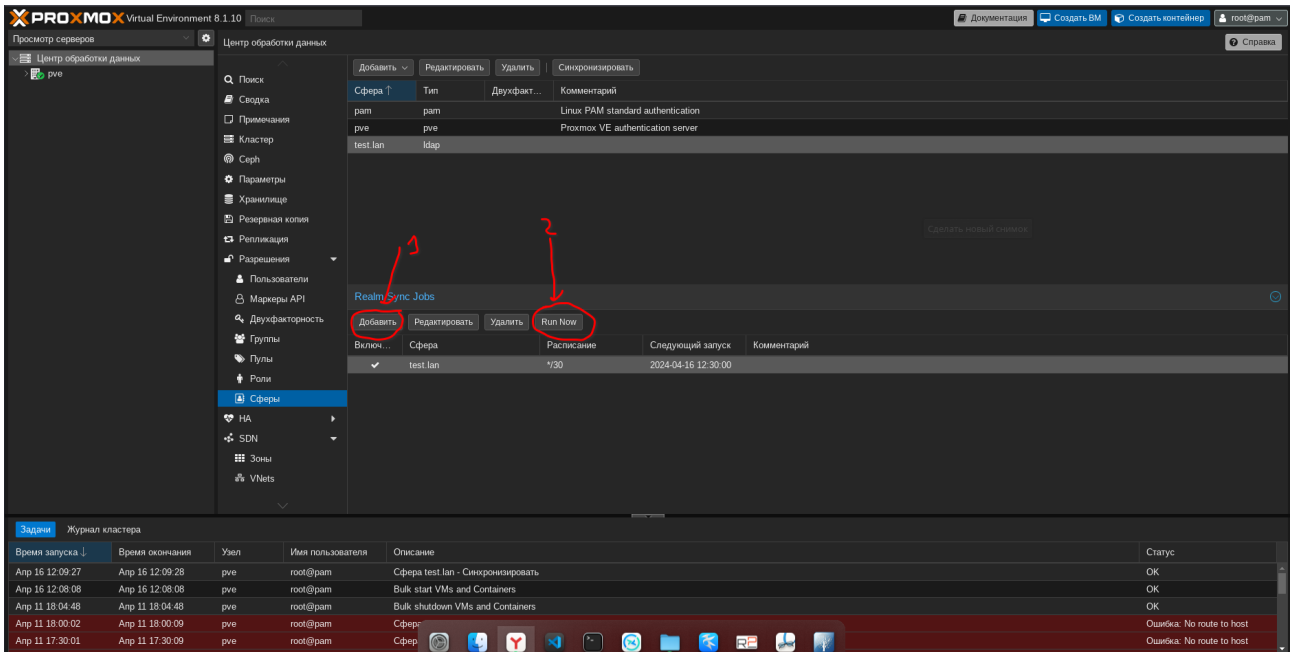 PROXMOX Virtual Environment 8.1.10 Поиск Документация Создать ВМ Создать контейнер root@pam
Просмотр серверов
Центр обработки данных
pve
Центр обработки данных Справка
Поиск
Сводка
Примечания
Кластер
Ceph
Параметры
Хранилище
Резервная копия
Репликация
Разрешения
Пользователи
Маркеры API
Двухфакторность
Группы
Пулы
Роли
Сферы
HA
SDN
Зоны
VNets
Добавить Редактировать Удалить Синхронизировать
Сфера ↑ Тип Двухфакт... Комментарий
pam pam Linux PAM standard authentication
pve pve Proxmox VE authentication server
test.lan ldap
Сделать новый снимок
1 2
Realm Sync Jobs
Добавить Редактировать Удалить Run Now
Включ... Сфера Расписание Следующий запуск Комментарий
test.lan */30 2024-04-16 12:30:00
Задачи Журнал кластера
Время запуска ↓ Время окончания Узел Имя пользователя Описание Статус
Апр 16 12:09:27 Апр 16 12:09:28 pve root@pam Сфера test.lan - Синхронизировать OK
Апр 16 12:08:08 Апр 16 12:08:08 pve root@pam Bulk start VMs and Containers OK
Апр 11 18:04:48 Апр 11 18:04:48 pve root@pam Bulk shutdown VMs and Containers OK
Апр 11 18:00:02 Апр 11 18:00:09 pve root@pam Ошибка: No route to host
Апр 11 17:30:01 Апр 11 17:30:09 pve root@pam Ошибка: No route to host